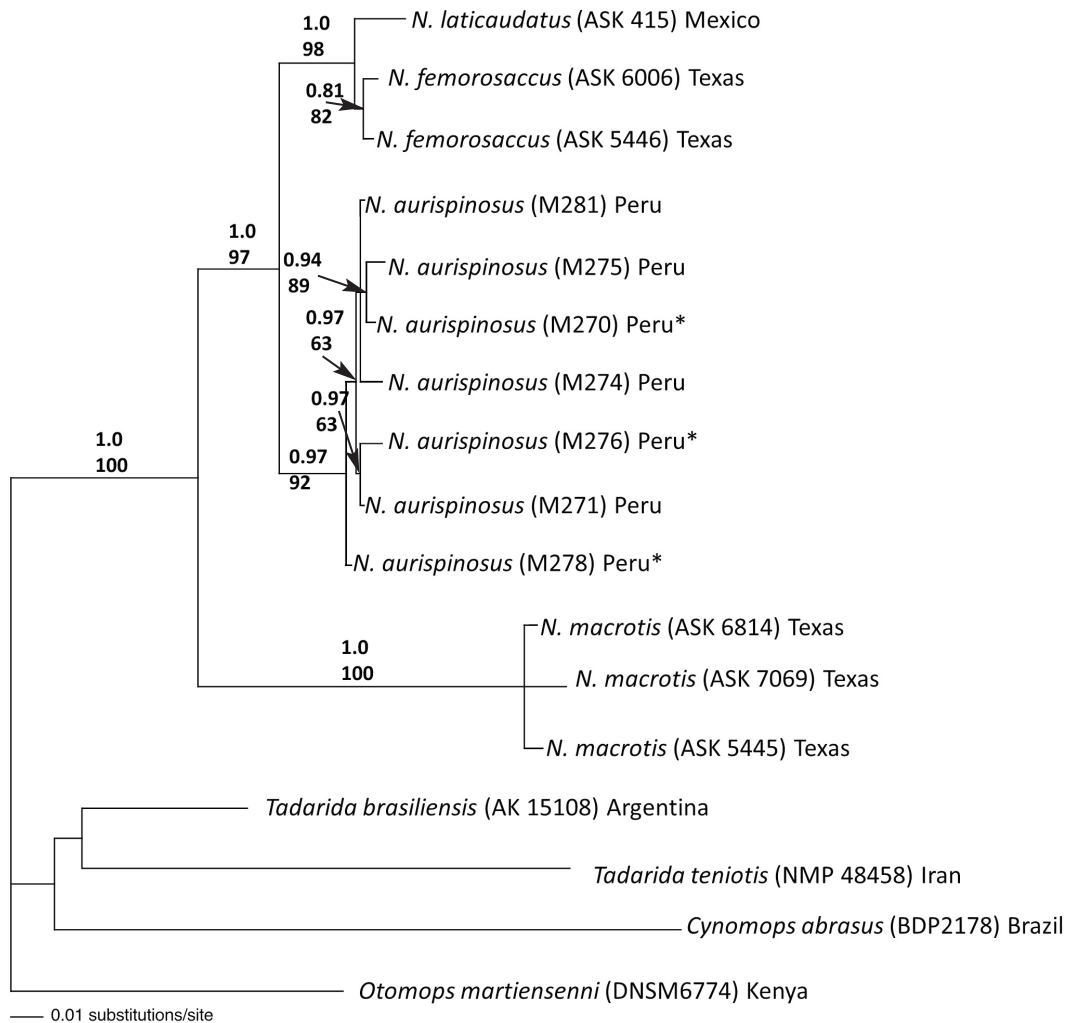 1.0
98
N. laticaudatus (ASK 415) Mexico
N. femorosaccus (ASK 6006) Texas
0.81
82
N. femorosaccus (ASK 5446) Texas
N. aurispinosus (M281) Peru
1.0
97
0.94
89
N. aurispinosus (M275) Peru
0.97
63
N. aurispinosus (M270) Peru*
N. aurispinosus (M274) Peru
0.97
63
N. aurispinosus (M276) Peru*
1.0
100
0.97
92
N. aurispinosus (M271) Peru
N. aurispinosus (M278) Peru*
N. macrotis (ASK 6814) Texas
1.0
100
N. macrotis (ASK 7069) Texas
N. macrotis (ASK 5445) Texas
Tadarida brasiliensis (AK 15108) Argentina
Tadarida teniotis (NMP 48458) Iran
Cynomops abrasus (BDP2178) Brazil
Otomops martiensenni (DNSM6774) Kenya
0.01 substitutions/site